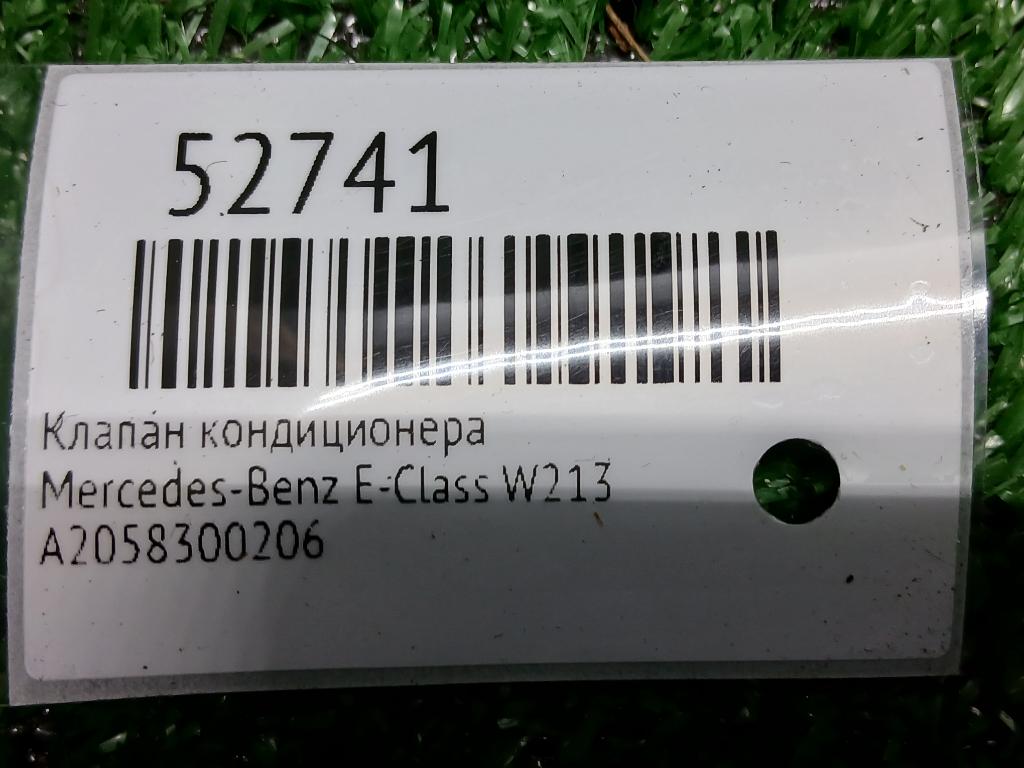 52741
Клапан кондиционера
Mercedes-Benz E-Class W213
A2058300206